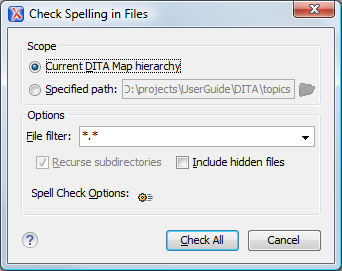 Check Spelling in Files
Scope
Current DITA Map hierarchy
Specified path: D:\projects\UserGuide\DITA\topics
Options
File filter: *.*
Recurse subdirectories Include hidden files
Spell Check Options:
? Check All Cancel